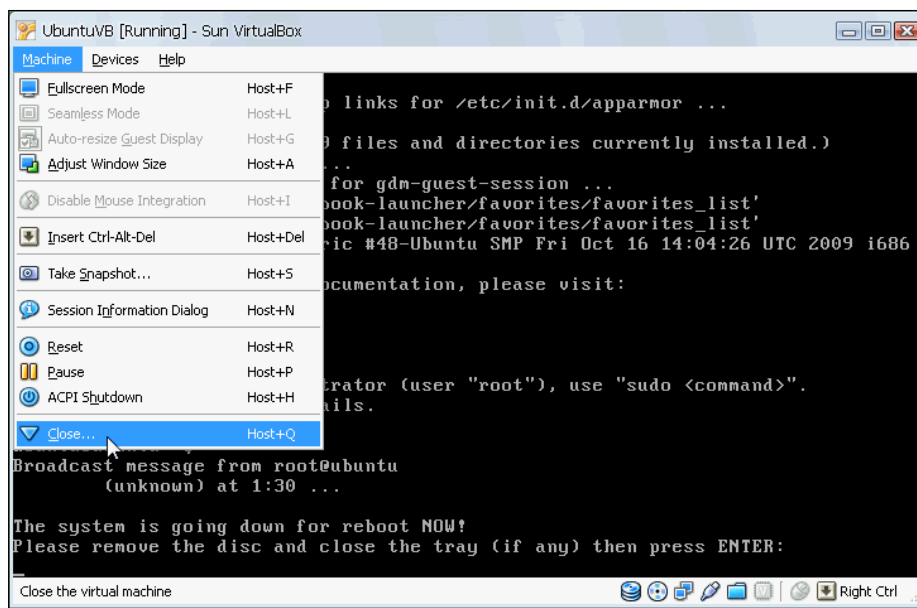 UbuntuVB [Running] - Sun VirtualBox
Machine Devices Help
Fullscreen Mode Host+F
Seamless Mode Host+L
Auto-resize Guest Display Host+G
Adjust Window Size Host+A
Disable Mouse Integration Host+I
Insert Ctrl-Alt-Del Host+Del
Take Snapshot... Host+S
Session Information Dialog Host+N
Reset Host+R
Pause Host+P
ACPI Shutdown Host+H
Close... Host+Q
links for /etc/init.d/apparmor ...
files and directories currently installed.)
...
for gdm-guest-session ...
ook-launcher/favorites/favorites_list'
ook-launcher/favorites/favorites_list'
ric #48-Ubuntu SMP Fri Oct 16 14:04:26 UTC 2009 i686
ocumentation, please visit:
trator (user "root"), use "sudo <command>".
ails.
Broadcast message from root@ubuntu
(unknown) at 1:30 ...
The system is going down for reboot NOW!
Please remove the disc and close the tray (if any) then press ENTER:
Close the virtual machine
Right Ctrl